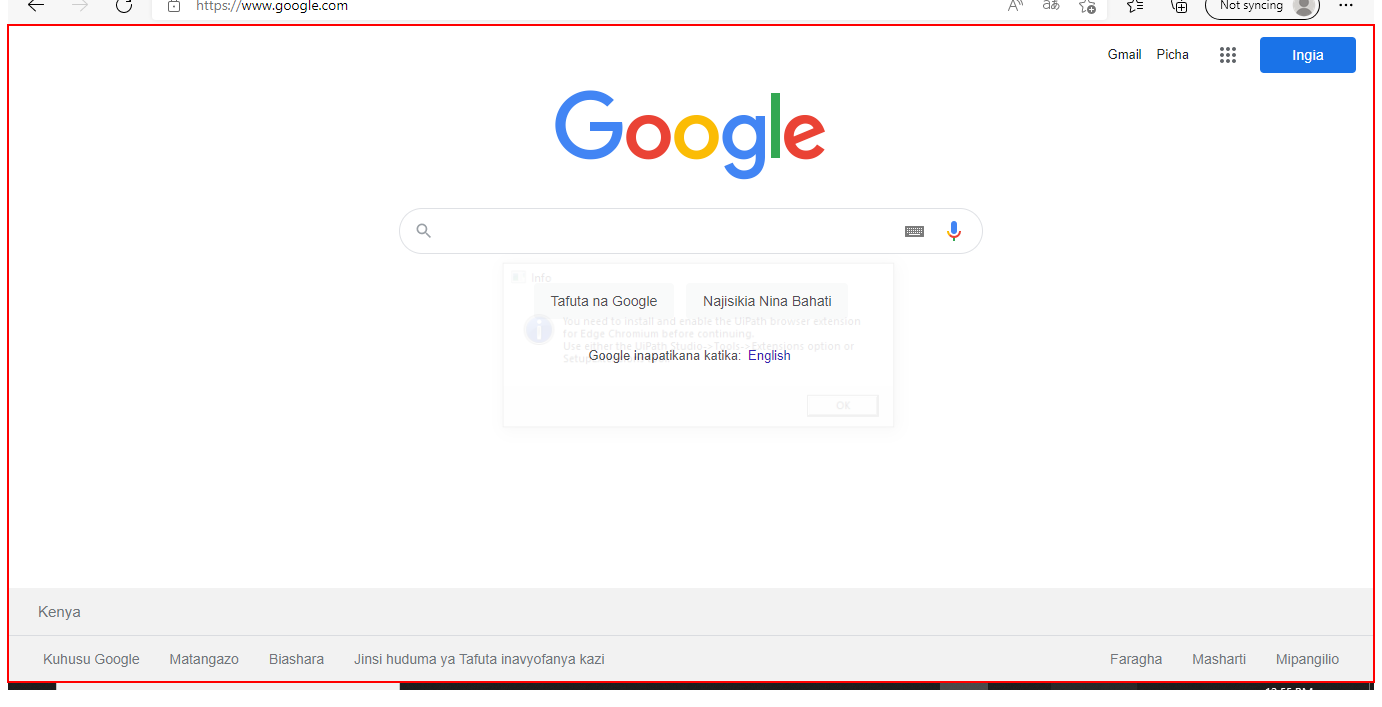 https://www.google.com
Not syncing
Gmail Picha Ingia
Google
Info
Tafuta na Google Najisikia Nina Bahati
You need to install and enable the UiPath browser extension
for Edge Chromium before continuing.
Use either the UiPath Studio->Tools->Extensions option or
Setup
Google inapatikana katika: English
OK
Kenya
Kuhusu Google Matangazo Biashara Jinsi huduma ya Tafuta inavyofanya kazi Faragha Masharti Mipangilio